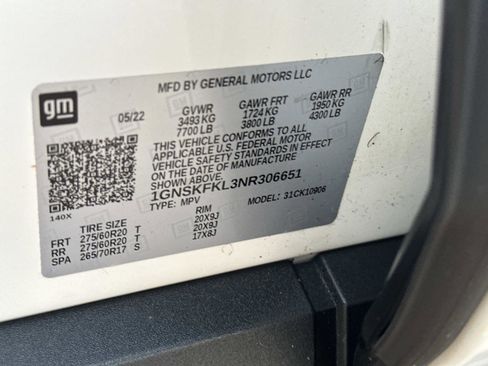 gm
MFD BY GENERAL MOTORS LLC
05/22 GVWR GAWR FRT GAWR RR
3493 KG 1724 KG 1950 KG
7700 LB 3800 LB 4300 LB
THIS VEHICLE CONFORMS TO ALL
APPLICABLE U.S. FEDERAL MOTOR
VEHICLE SAFETY STANDARDS IN EFFECT
ON THE DATE OF MANUFACTURE
SHOWN ABOVE.
1GNSKFKL3NR306651
TYPE: MPV MODEL: 31CK10906
140X
TIRE SIZE RIM
FRT 275/60R20 T 20X9J
RR 275/60R20 T 20X9J
SPA 265/70R17 S 17X8J